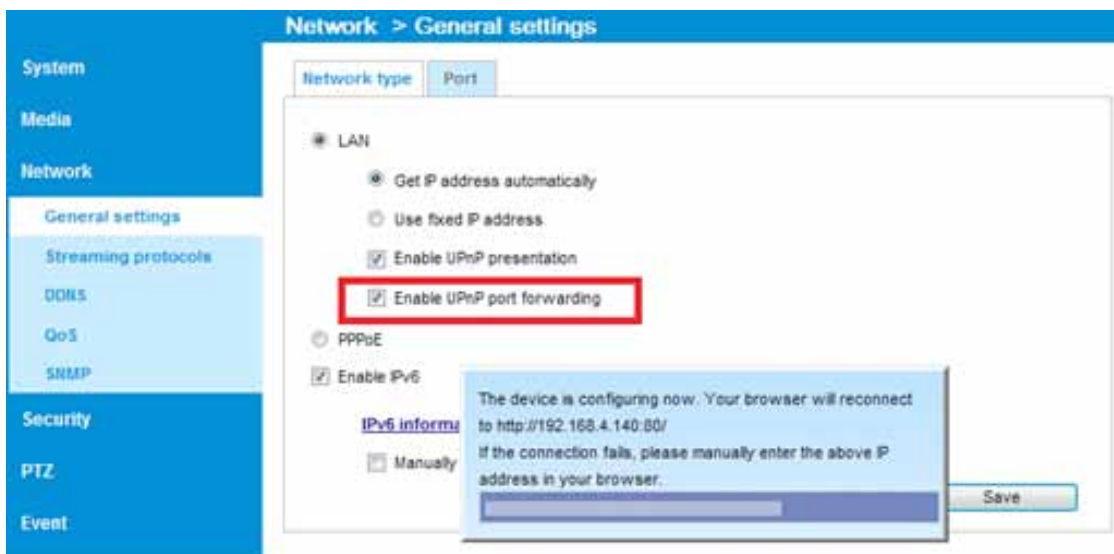 Network > General settings
System
Media
Network
General settings
Streaming protocols
DDNS
QoS
SNMP
Security
PTZ
Event
Network type
Port
LAN
Get IP address automatically
Use fixed IP address
Enable UPnP presentation
Enable UPnP port forwarding
PPPoE
Enable IPv6
IPv6 informa
Manually
The device is configuring now. Your browser will reconnect
to http://192.168.4.140:80/
If the connection fails, please manually enter the above IP
address in your browser.
Save